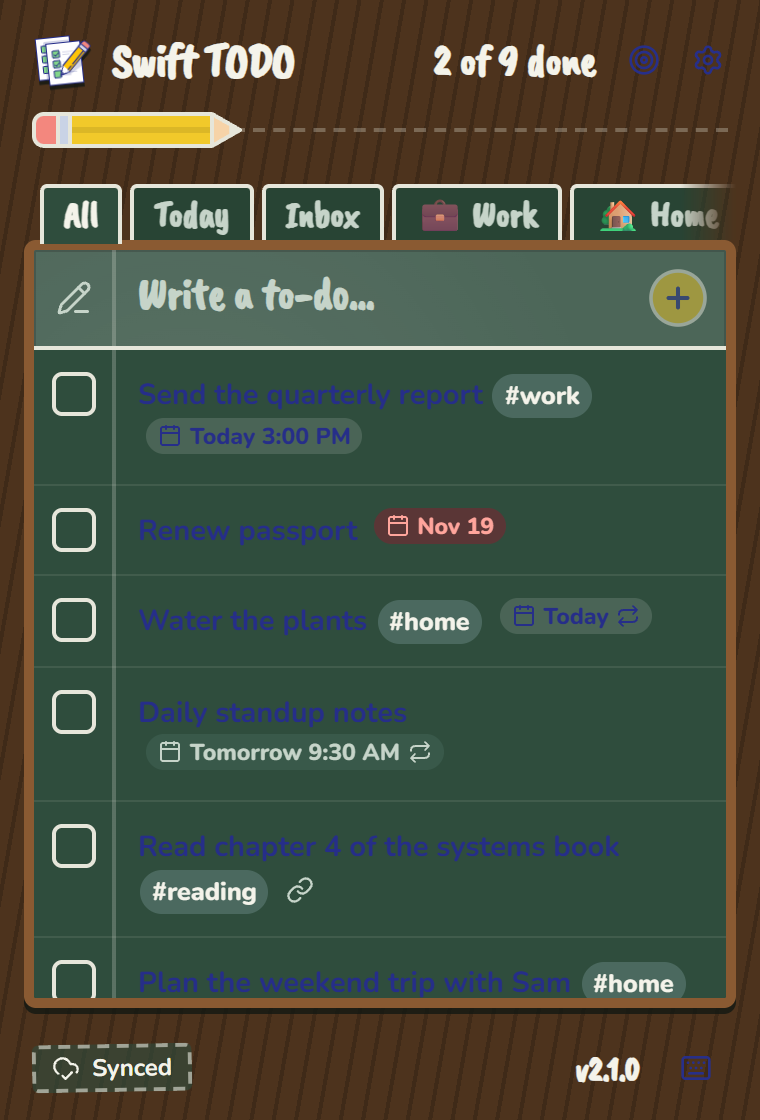 Swift TODO
2 of 9 done
All
Today
Inbox
Work
Home
Write a to-do...
Send the quarterly report #work
Today 3:00 PM
Renew passport Nov 19
Water the plants #home Today
Daily standup notes
Tomorrow 9:30 AM
Read chapter 4 of the systems book
#reading
Plan the weekend trip with Sam #home
Synced
v2.1.0